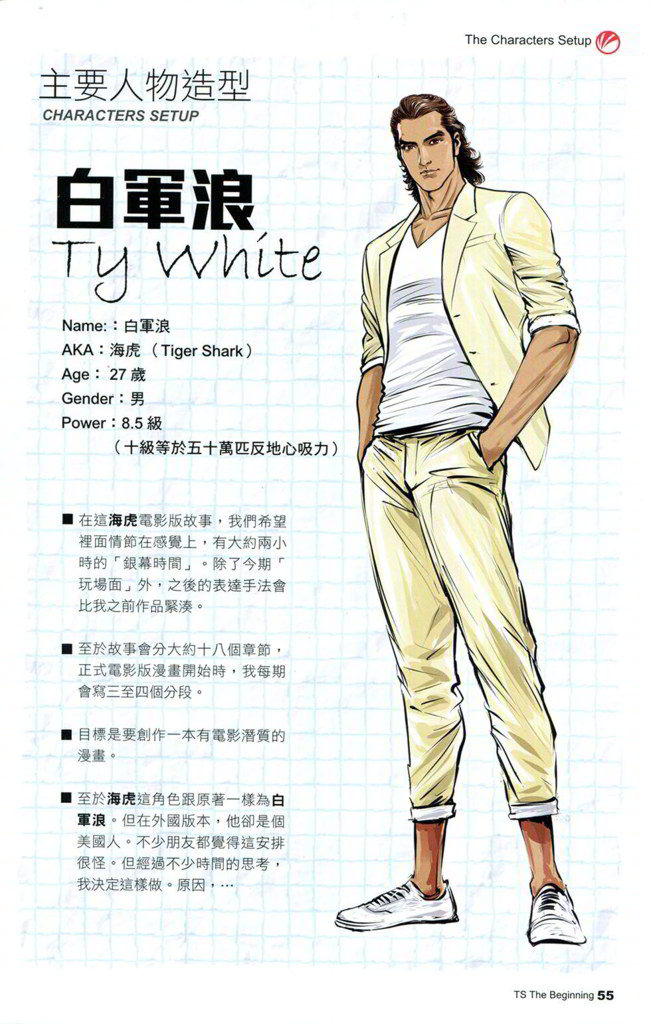 The Characters Setup
主要人物造型
CHARACTERS SETUP
白軍浪
Ty White
Name:：白軍浪
AKA：海虎（Tiger Shark）
Age：27 歲
Gender：男
Power：8.5 級
（十級等於五十萬匹反地心吸力）
■ 在這海虎電影版故事，我們希望
裡面情節在感覺上，有大約兩小
時的「銀幕時間」。除了今期「
玩場面」外，之後的表達手法會
比我之前作品緊湊。
■ 至於故事會分大約十八個章節，
正式電影版漫畫開始時，我每期
會寫三至四個分段。
■ 目標是要創作一本有電影潛質的
漫畫。
■ 至於海虎這角色跟原著一樣為白
軍浪。但在外國版本，他卻是個
美國人。不少朋友都覺得這安排
很怪。但經過不少時間的思考，
我決定這樣做。原因，…
TS The Beginning 55